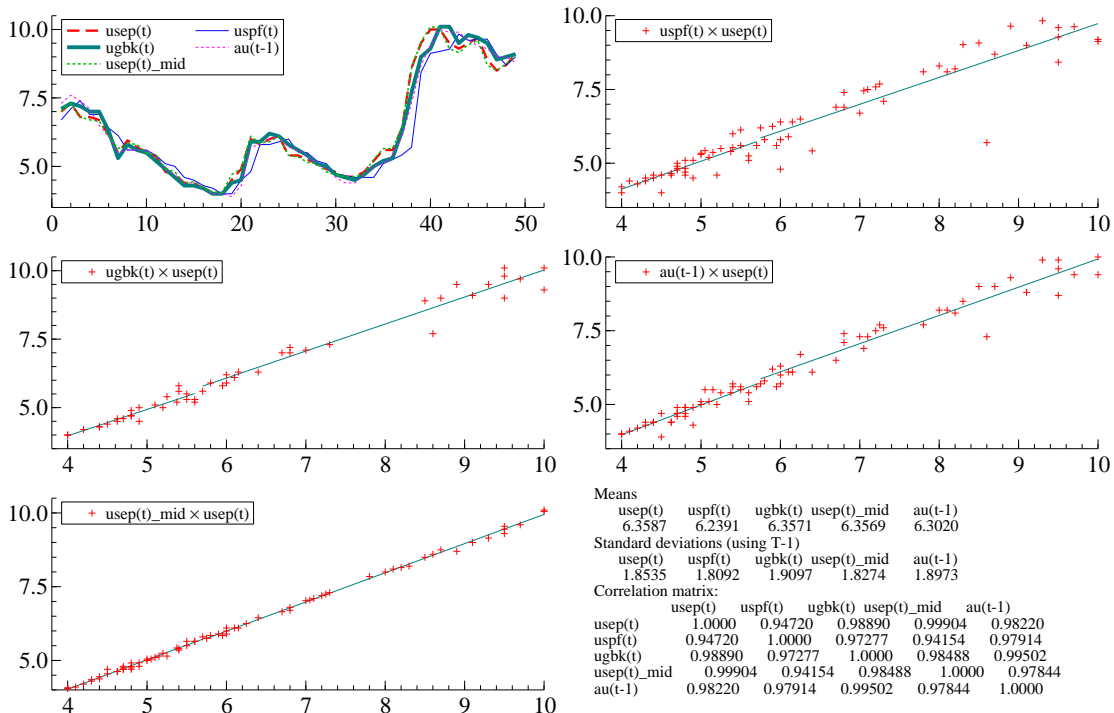 usep(t) uspf(t)
ugbk(t) au(t-1)
usep(t)_mid
10.0
7.5
5.0
0 10 20 30 40 50
uspf(t) × usep(t)
10.0
7.5
5.0
4 5 6 7 8 9 10
ugbk(t) × usep(t)
10.0
7.5
5.0
4 5 6 7 8 9 10
au(t-1) × usep(t)
10.0
7.5
5.0
4 5 6 7 8 9 10
usep(t)_mid × usep(t)
10.0
7.5
5.0
4 5 6 7 8 9 10
Means
usep(t) uspf(t) ugbk(t) usep(t)_mid au(t-1)
6.3587 6.2391 6.3571 6.3569 6.3020
Standard deviations (using T-1)
usep(t) uspf(t) ugbk(t) usep(t)_mid au(t-1)
1.8535 1.8092 1.9097 1.8274 1.8973
Correlation matrix:
usep(t) uspf(t) ugbk(t) usep(t)_mid au(t-1)
usep(t) 1.0000 0.94720 0.98890 0.99904 0.98220
uspf(t) 0.94720 1.0000 0.97277 0.94154 0.97914
ugbk(t) 0.98890 0.97277 1.0000 0.98488 0.99502
usep(t)_mid 0.99904 0.94154 0.98488 1.0000 0.97844
au(t-1) 0.98220 0.97914 0.99502 0.97844 1.0000